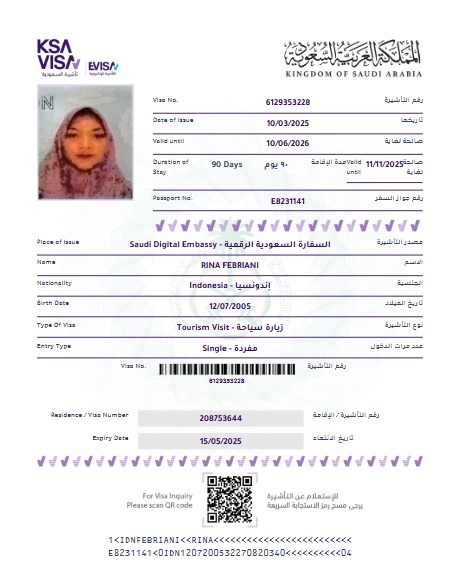 KSA
VISA
تأشيرة السعودية
EVISA
التأشيرة الإلكترونية
المملكة العربية السعودية
KINGDOM OF SAUDI ARABIA
N
Visa No. 6129353228 رقم التأشيرة
Date of Issue 10/03/2025 تاريخها
Valid until 10/06/2026 صالحة لغاية
Duration of Stay 90 Days ٩٠ يوم مدة الإقامة Valid until 11/11/2025 صالحة لغاية
Passport No. E8231141 رقم جواز السفر
Place of Issue Saudi Digital Embassy - السفارة السعودية الرقمية مصدر التأشيرة
Name RINA FEBRIANI الاسم
Nationality Indonesia - إندونسيا الجنسية
Birth Date 12/07/2005 تاريخ الميلاد
Type Of Visa Tourism Visit - زيارة سياحة نوع التأشيرة
Entry Type Single - مفردة عدد مرات الدخول
Visa No. رقم التأشيرة
6129353228
Residence / Visa Number 208753644 رقم التأشيرة / الإقامة
Expiry Date 15/05/2025 تاريخ الانتهاء
For Visa Inquiry للإستعلام عن التأشيرة
Please scan QR code يرجى مسح رمز الاستجابة السريعة
1<IDNFEBRIANI<<RINA<<<<<<<<<<<<<<<<<<<<<<<<<
E8231141<0IDN1207200532270820340<<<<<<<<<<04